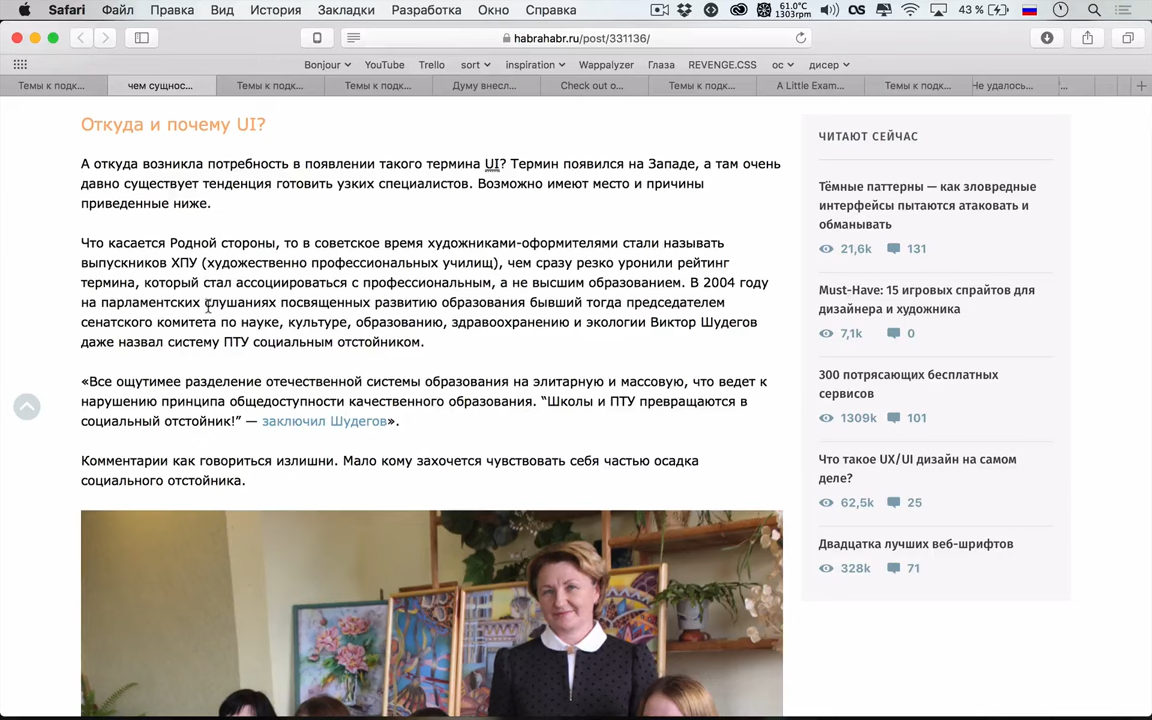 Safari Файл Правка Вид История Закладки Разработка Окно Справка 61.0°C 1303rpm 43 %
habrahabr.ru/post/331136/
Bonjour YouTube Trello sort inspiration Wappalyzer Глаза REVENGE.CSS ос дисер
Темы к подк... чем сущнос... Темы к подк... Темы к подк... Думу внесл... Check out o... Темы к подк... A Little Exam... Темы к подк... Не удалось...
Откуда и почему UI?
А откуда возникла потребность в появлении такого термина UI? Термин появился на Западе, а там очень
давно существует тенденция готовить узких специалистов. Возможно имеют место и причины
приведенные ниже.
Что касается Родной стороны, то в советское время художниками-оформителями стали называть
выпускников ХПУ (художественно профессиональных училищ), чем сразу резко уронили рейтинг
термина, который стал ассоциироваться с профессиональным, а не высшим образованием. В 2004 году
на парламентских слушаниях посвященных развитию образования бывший тогда председателем
сенатского комитета по науке, культуре, образованию, здравоохранению и экологии Виктор Шудегов
даже назвал систему ПТУ социальным отстойником.
«Все ощутимее разделение отечественной системы образования на элитарную и массовую, что ведет к
нарушению принципа общедоступности качественного образования. “Школы и ПТУ превращаются в
социальный отстойник!” — заключил Шудегов».
Комментарии как говориться излишни. Мало кому захочется чувствовать себя частью осадка
социального отстойника.
ЧИТАЮТ СЕЙЧАС
Тёмные паттерны — как зловредные
интерфейсы пытаются атаковать и
обманывать
21,6k 131
Must-Have: 15 игровых спрайтов для
дизайнера и художника
7,1k 0
300 потрясающих бесплатных
сервисов
1309k 101
Что такое UX/UI дизайн на самом
деле?
62,5k 25
Двадцатка лучших веб-шрифтов
328k 71